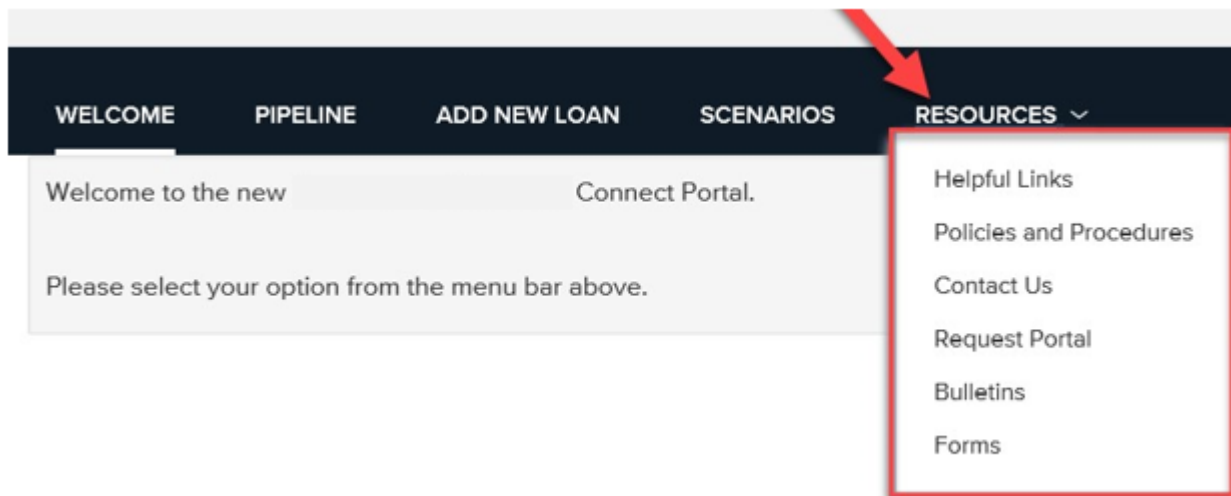 WELCOME PIPELINE ADD NEW LOAN SCENARIOS RESOURCES
Welcome to the new Connect Portal.
Please select your option from the menu bar above.
Helpful Links
Policies and Procedures
Contact Us
Request Portal
Bulletins
Forms